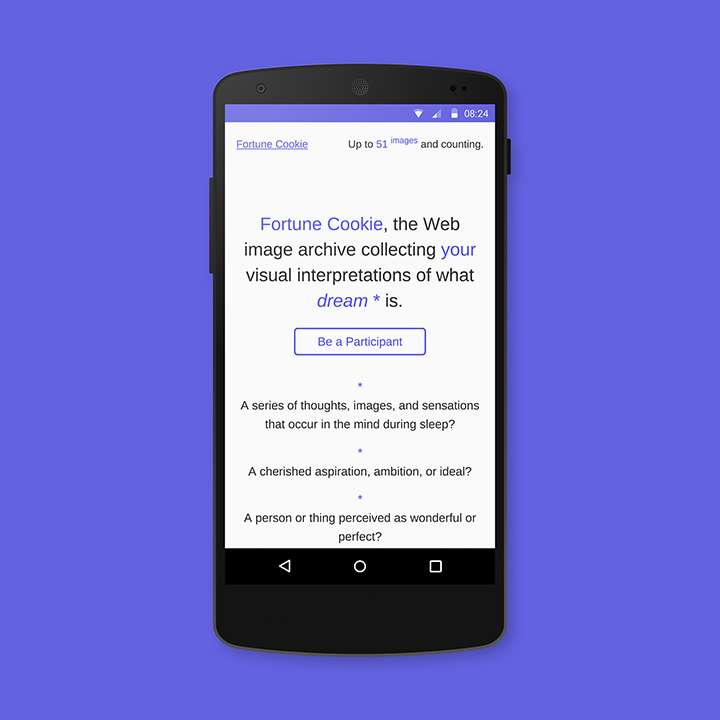 08:24
Fortune Cookie
Up to 51 images and counting.
Fortune Cookie, the Web
image archive collecting your
visual interpretations of what
dream * is.
Be a Participant
*
A series of thoughts, images, and sensations
that occur in the mind during sleep?
*
A cherished aspiration, ambition, or ideal?
*
A person or thing perceived as wonderful or
perfect?